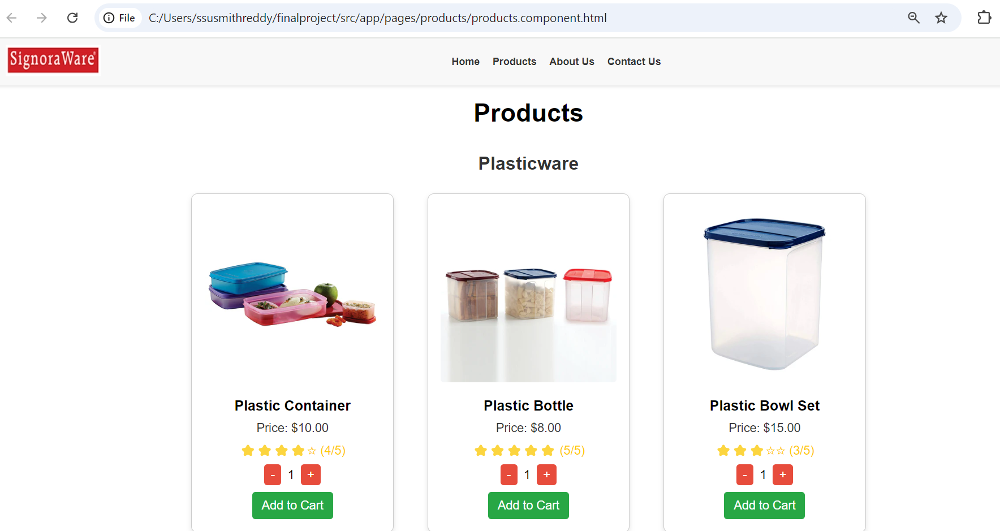 File C:/Users/ssusmithreddy/finalproject/src/app/pages/products/products.component.html
SignoraWare®
Home Products About Us Contact Us
Products
Plasticware
Plastic Container
Price: $10.00
★ ★ ★ ★ ☆ (4/5)
- 1 +
Add to Cart
Plastic Bottle
Price: $8.00
★ ★ ★ ★ ★ (5/5)
- 1 +
Add to Cart
Plastic Bowl Set
Price: $15.00
★ ★ ★ ☆☆ (3/5)
- 1 +
Add to Cart